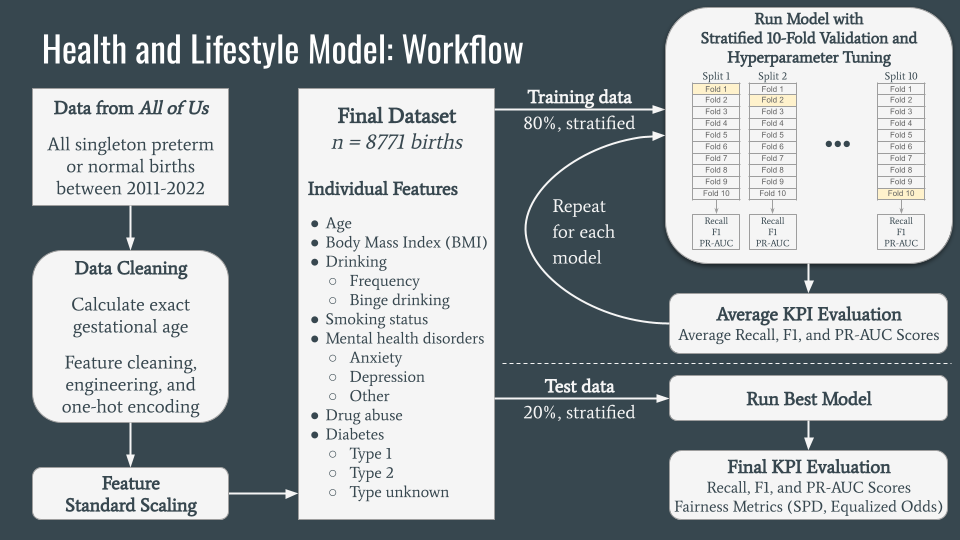 Health and Lifestyle Model: Workflow
Data from All of Us
All singleton preterm
or normal births
between 2011-2022
Data Cleaning
Calculate exact
gestational age
Feature cleaning,
engineering, and
one-hot encoding
Feature
Standard Scaling
Final Dataset
n = 8771 births
Individual Features
● Age
● Body Mass Index (BMI)
● Drinking
○ Frequency
○ Binge drinking
● Smoking status
● Mental health disorders
○ Anxiety
○ Depression
○ Other
● Drug abuse
● Diabetes
○ Type 1
○ Type 2
○ Type unknown
Training data
80%, stratified
Repeat
for each
model
Run Model with
Stratified 10-Fold Validation and
Hyperparameter Tuning
Split 1
Fold 1
Fold 2
Fold 3
Fold 4
Fold 5
Fold 6
Fold 7
Fold 8
Fold 9
Fold 10
Recall
F1
PR-AUC
Split 2
Fold 1
Fold 2
Fold 3
Fold 4
Fold 5
Fold 6
Fold 7
Fold 8
Fold 9
Fold 10
Recall
F1
PR-AUC
•••
Split 10
Fold 1
Fold 2
Fold 3
Fold 4
Fold 5
Fold 6
Fold 7
Fold 8
Fold 9
Fold 10
Recall
F1
PR-AUC
Average KPI Evaluation
Average Recall, F1, and PR-AUC Scores
Test data
20%, stratified
Run Best Model
Final KPI Evaluation
Recall, F1, and PR-AUC Scores
Fairness Metrics (SPD, Equalized Odds)